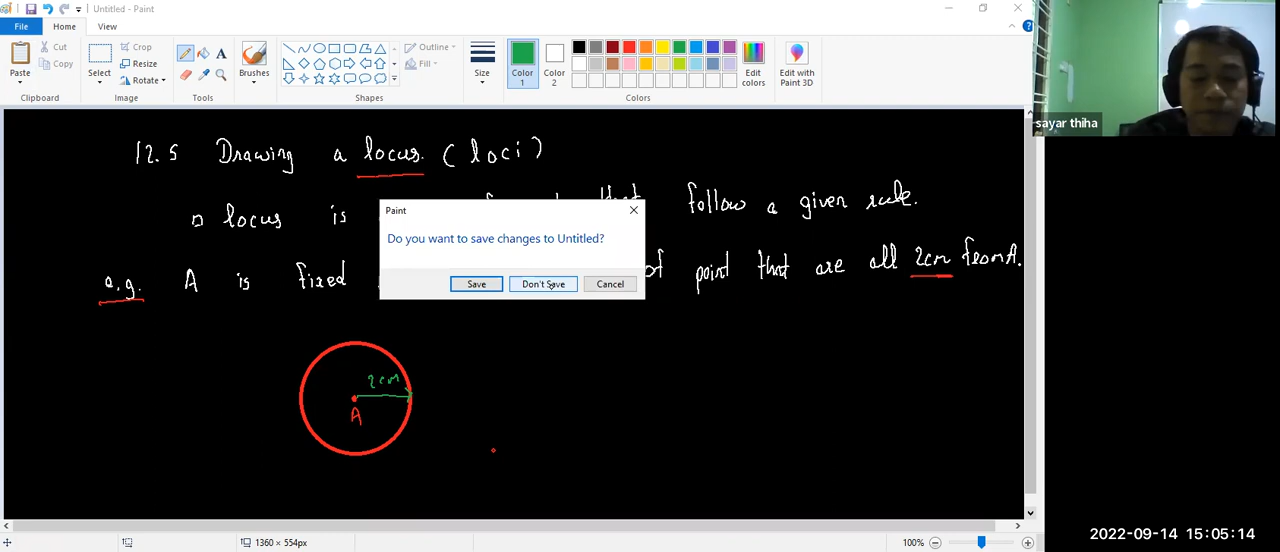 Untitled - Paint
File Home View
Paste Cut Copy Clipboard
Select Crop Resize Rotate Image
Tools
Brushes
Outline Fill Shapes
Size
Color 1 Color 2 Edit colors Colors
Edit with Paint 3D
sayar thiha
12.5 Drawing a locus. (loci)
locus is that follow a given rule.
e.g. A is fixed of point that are all 2cm from A.
Paint
Do you want to save changes to Untitled?
Save Don't Save Cancel
2cm
A
1360 × 554px
100%
2022-09-14 15:05:14